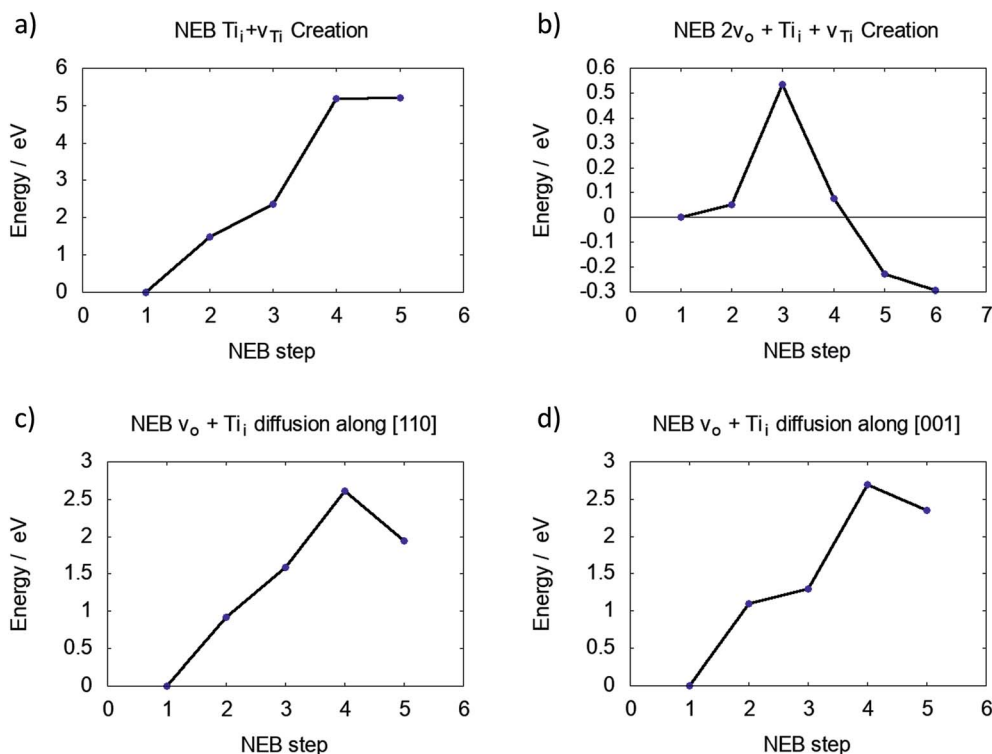 a)
NEB Ti_i+v_Ti Creation
6
5
4
3
2
1
0
Energy / eV
0 1 2 3 4 5 6
NEB step
b)
NEB 2v_o + Ti_i + v_Ti Creation
0.6
0.5
0.4
0.3
0.2
0.1
0
-0.1
-0.2
-0.3
Energy / eV
0 1 2 3 4 5 6 7
NEB step
c)
NEB v_o + Ti_i diffusion along [110]
3
2.5
2
1.5
1
0.5
0
Energy / eV
0 1 2 3 4 5 6
NEB step
d)
NEB v_o + Ti_i diffusion along [001]
3
2.5
2
1.5
1
0.5
0
Energy / eV
0 1 2 3 4 5 6
NEB step